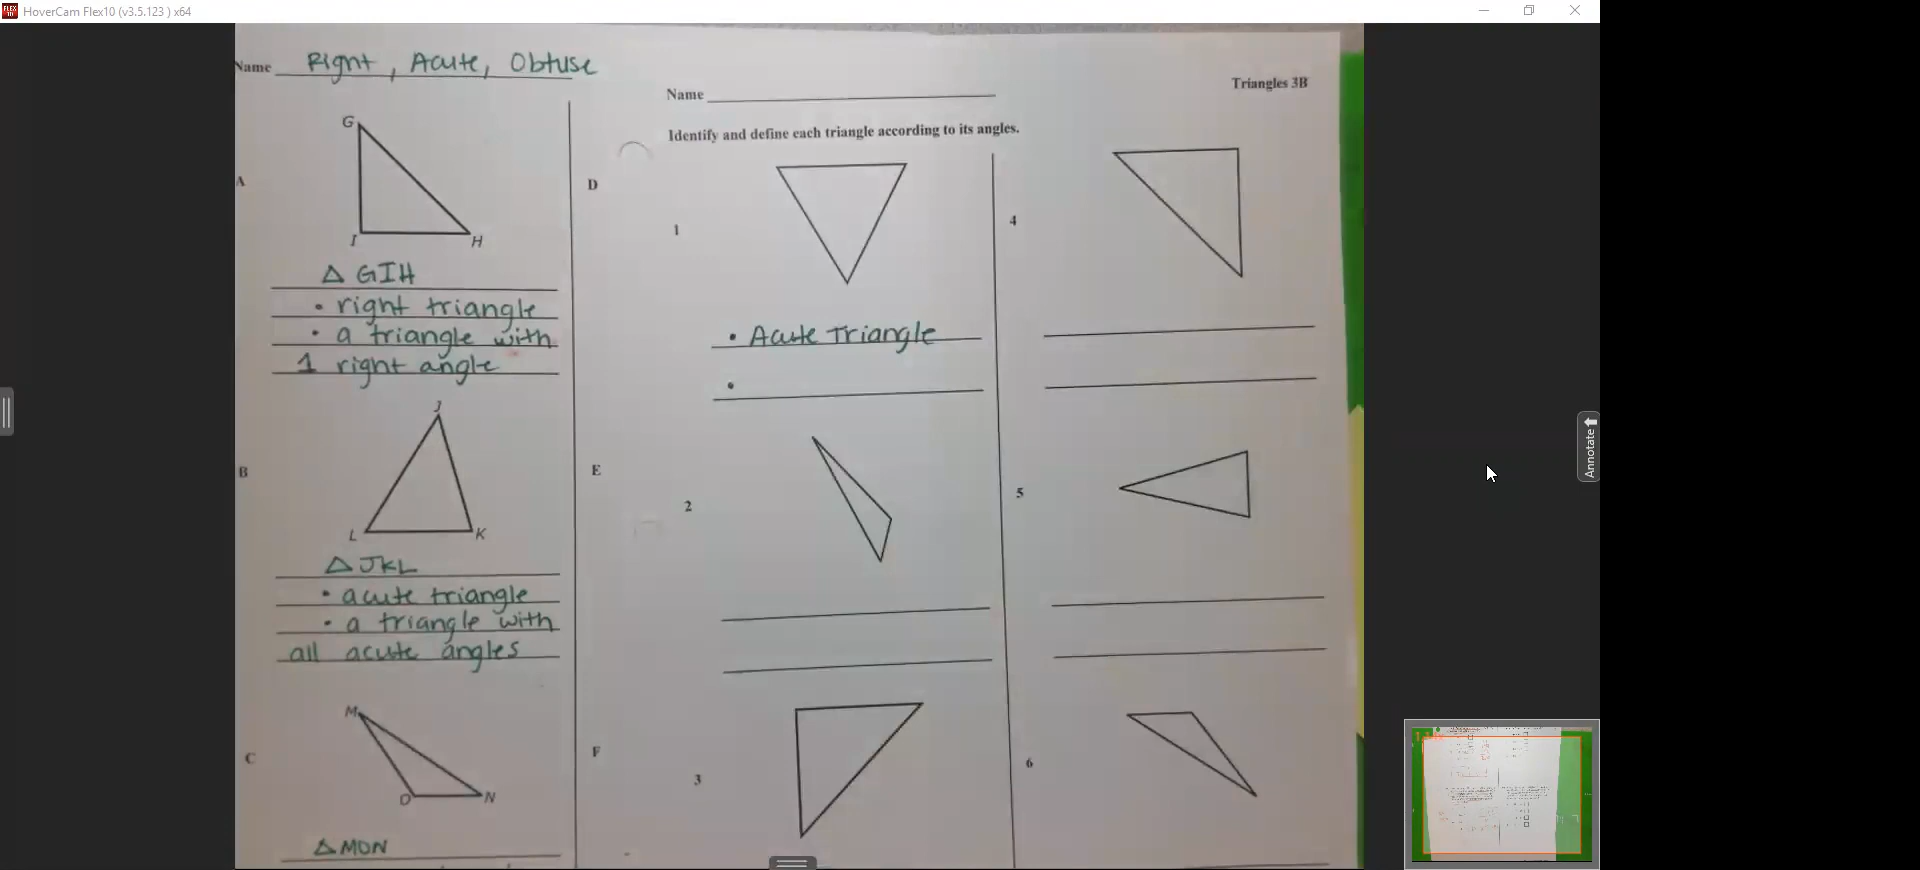 HoverCam Flex10 (v3.5.123 ) x64
Name Right, Acute, Obtuse
A
G
I
H
△ GIH
• right triangle
• a triangle with
1 right angle
B
J
L
K
△ JKL
• acute triangle
• a triangle with
all acute angles
C
M
O
N
△ MON
D
E
F
Name
Triangles 3B
Identify and define each triangle according to its angles.
1
• Acute Triangle
•
2
3
4
5
6
Annotate